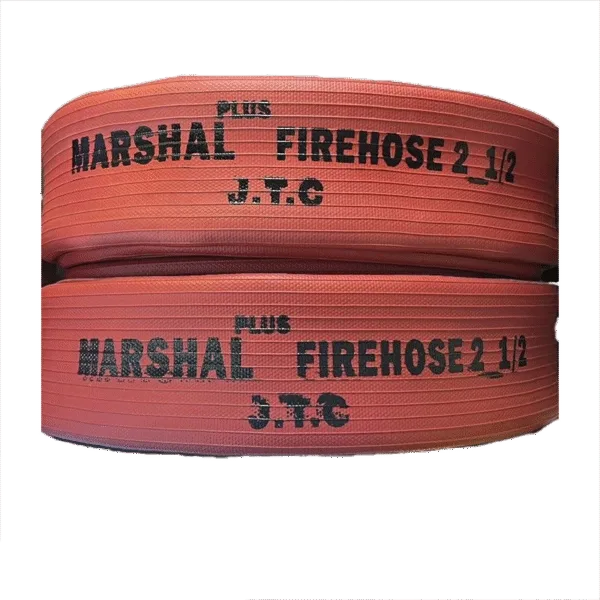 PLUS
MARSHAL FIREHOSE 2_1/2
J.T.C
PLUS
MARSHAL FIREHOSE 2_1/2
J.T.C